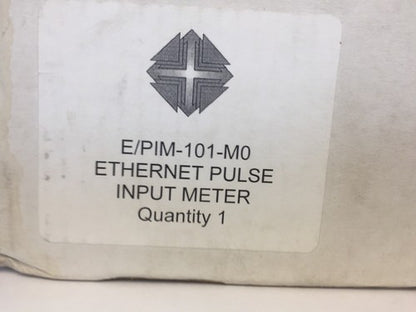 E/PIM-101-M0
ETHERNET PULSE
INPUT METER
Quantity 1